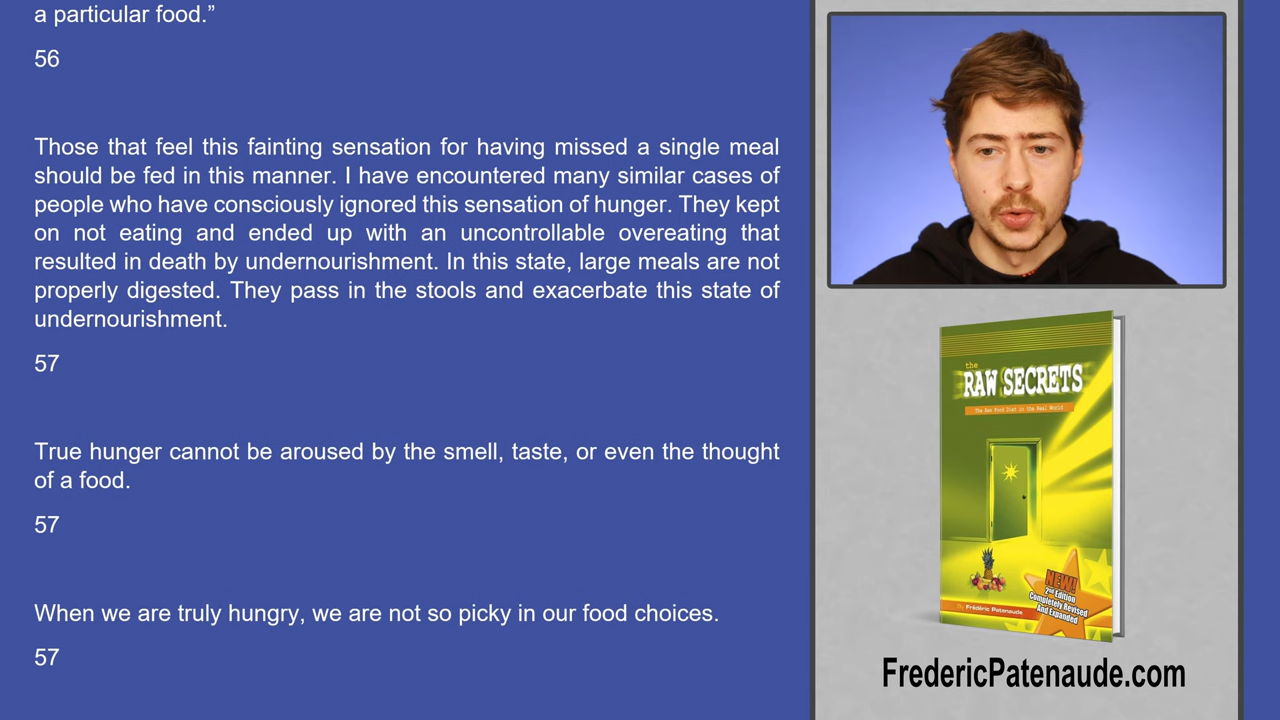 a particular food.”
56
Those that feel this fainting sensation for having missed a single meal
should be fed in this manner. I have encountered many similar cases of
people who have consciously ignored this sensation of hunger. They kept
on not eating and ended up with an uncontrollable overeating that
resulted in death by undernourishment. In this state, large meals are not
properly digested. They pass in the stools and exacerbate this state of
undernourishment.
57
True hunger cannot be aroused by the smell, taste, or even the thought
of a food.
57
When we are truly hungry, we are not so picky in our food choices.
57
the
RAW SECRETS
The Raw Food Diet in the Real World
NEW!
2nd Edition
Completely Revised
And Expanded
By Frédéric Patenaude
FredericPatenaude.com